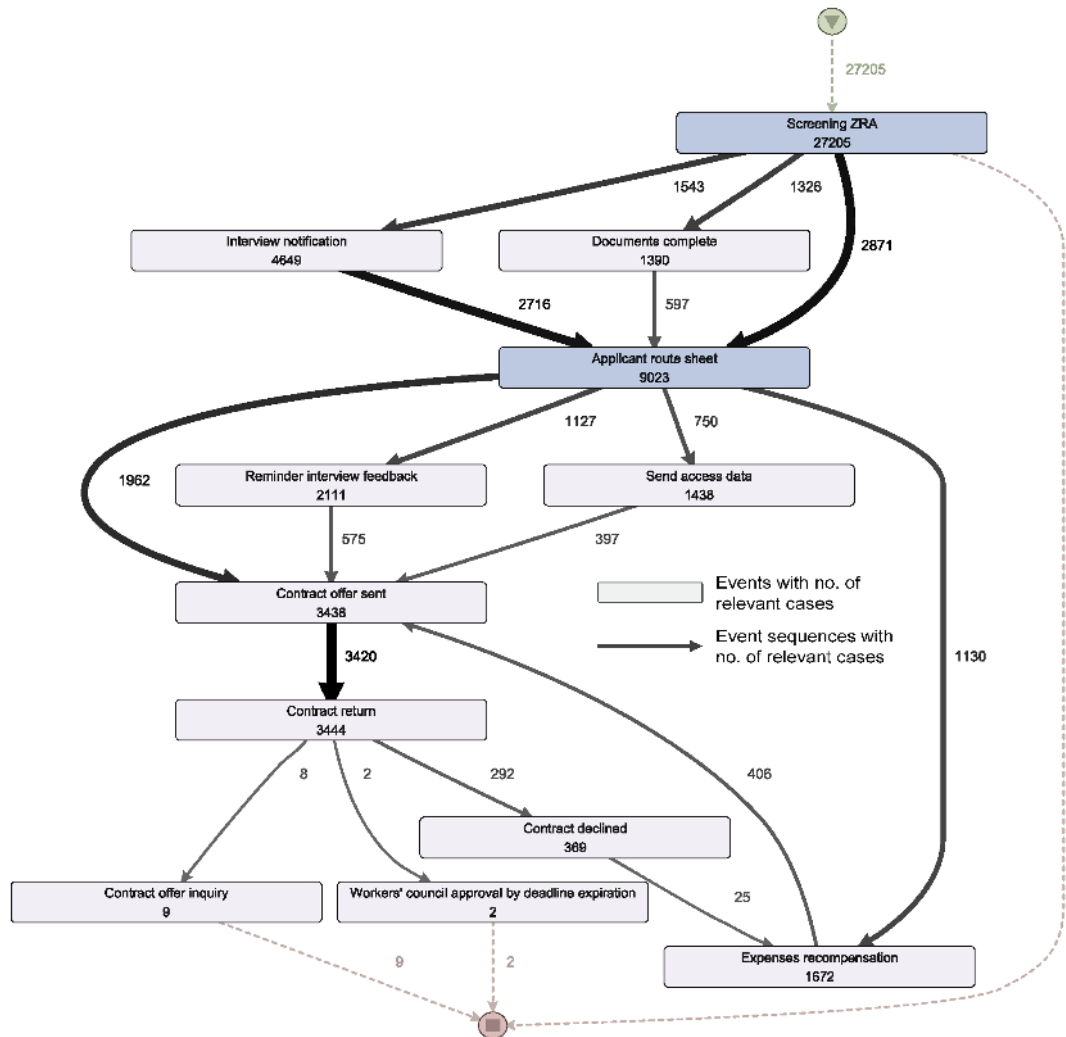 27205
Screening ZRA
27205
1543
1326
2871
Interview notification
4649
Documents complete
1390
2716
597
Applicant route sheet
9023
1127
750
1962
Reminder interview feedback
2111
Send access data
1438
575
397
Contract offer sent
3438
Events with no. of
relevant cases
Event sequences with
no. of relevant cases
3420
1130
Contract return
3444
8
2
292
406
Contract declined
369
Contract offer inquiry
9
Workers' council approval by deadline expiration
2
25
9
2
Expenses recompensation
1672